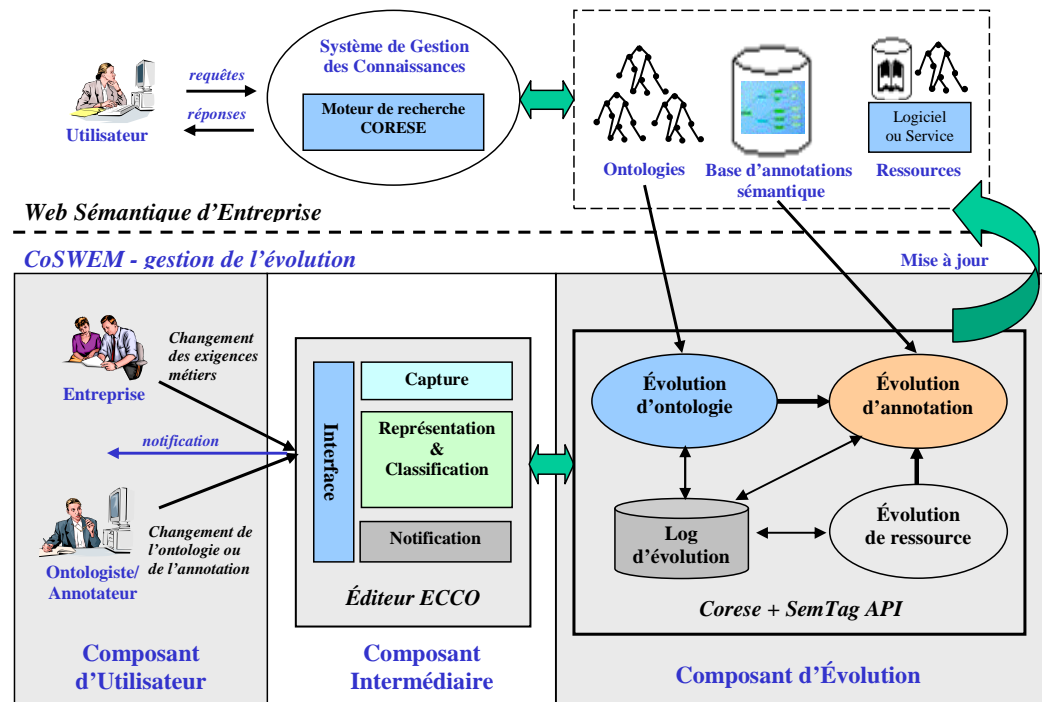 Système de Gestion
des Connaissances
Moteur de recherche
CORESE
requêtes
réponses
Utilisateur
Logiciel
ou Service
Ontologies
Base d'annotations
sémantique
Ressources
Web Sémantique d'Entreprise
CoSWEM - gestion de l'évolution
Mise à jour
Entreprise
Changement
des exigences
métiers
notification
Ontologiste/
Annotateur
Changement de
l'ontologie ou
de l'annotation
Composant
d'Utilisateur
Interface
Capture
Représentation
&
Classification
Notification
Éditeur ECCO
Composant
Intermédiaire
Évolution
d'ontologie
Évolution
d'annotation
Log
d'évolution
Évolution
de ressource
Corese + SemTag API
Composant d'Évolution